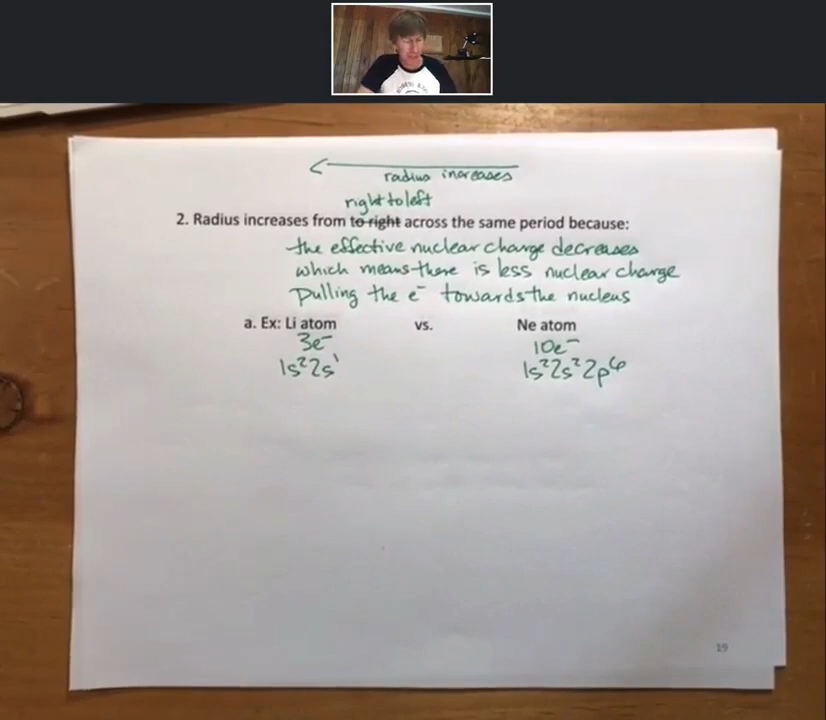 radius increases
right to left
2. Radius increases from to right across the same period because:
the effective nuclear charge decreases
which means there is less nuclear charge
pulling the e⁻ towards the nucleus
a. Ex: Li atom vs. Ne atom
3e⁻ 10e⁻
1s²2s¹ 1s²2s²2p⁶
19